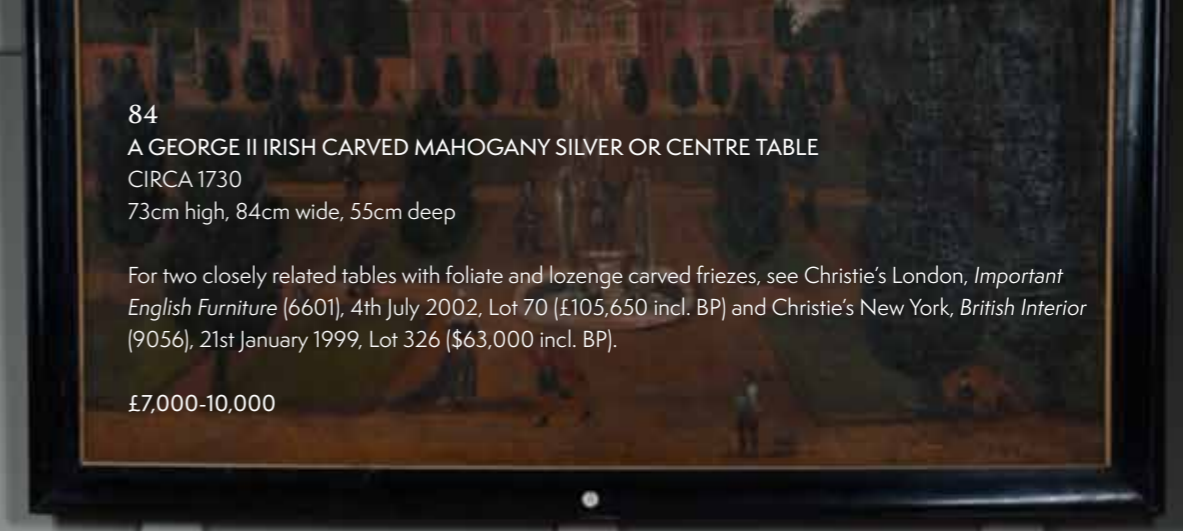 84
A GEORGE II IRISH CARVED MAHOGANY SILVER OR CENTRE TABLE
CIRCA 1730
73cm high, 84cm wide, 55cm deep
For two closely related tables with foliate and lozenge carved friezes, see Christie's London, Important
English Furniture (6601), 4th July 2002, Lot 70 (£105,650 incl. BP) and Christie's New York, British Interior
(9056), 21st January 1999, Lot 326 ($63,000 incl. BP).
£7,000-10,000